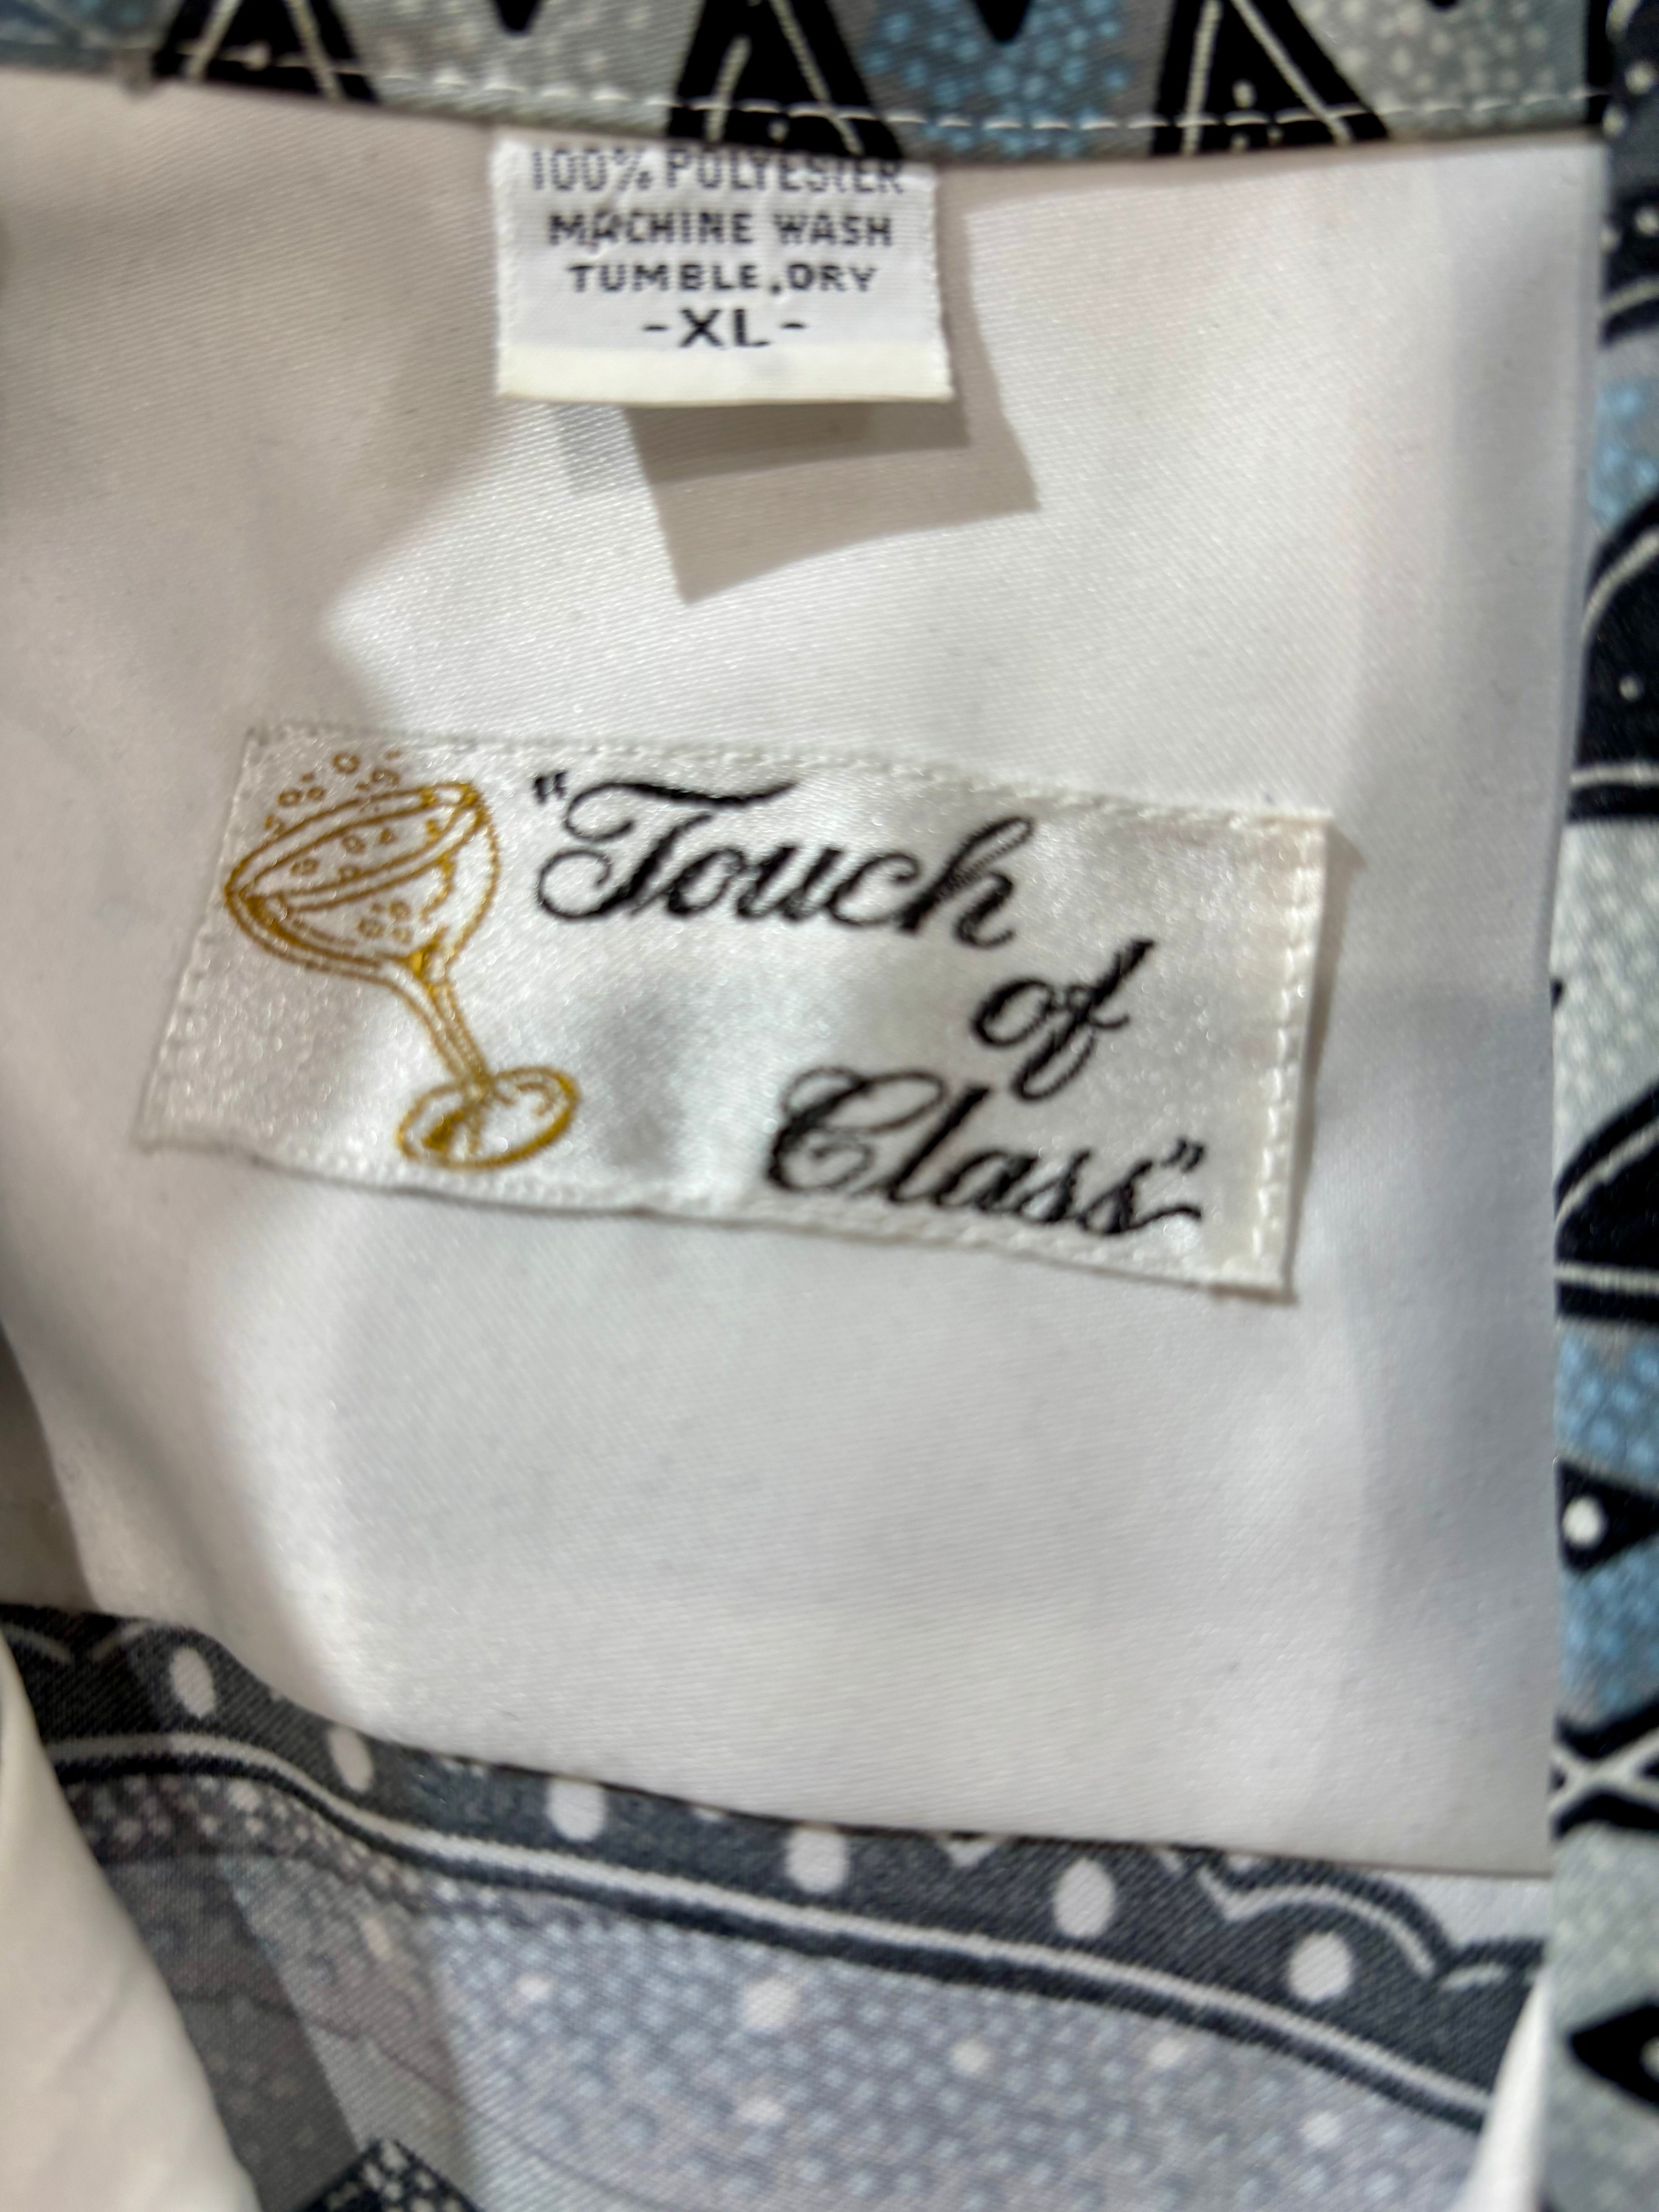 100% POLYESTER
MACHINE WASH
TUMBLE.DRY
-XL-
"Touch
of
Class"